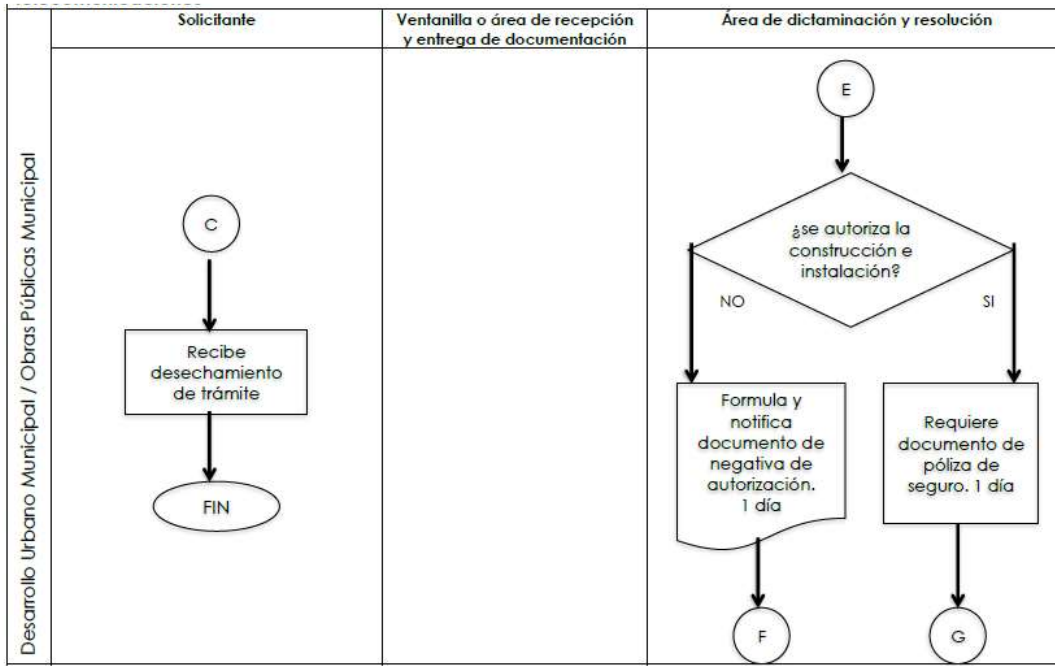 Solicitante
Ventanilla o área de recepción
y entrega de documentación
Área de dictaminación y resolución
Desarrollo Urbano Municipal / Obras Públicas Municipal
C
Recibe
desechamiento
de trámite
FIN
E
¿se autoriza la
construcción e
instalación?
NO
SI
Formula y
notifica
documento de
negativa de
autorización.
1 día
Requiere
documento de
póliza de
seguro. 1 día
F
G